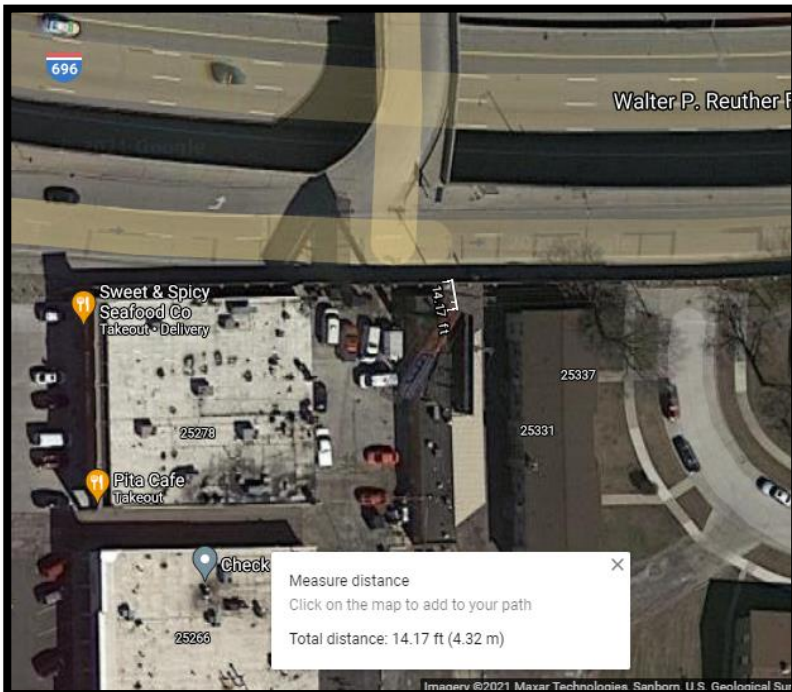 696
Walter P. Reuther F
14.17 ft
Sweet & Spicy
Seafood Co
Takeout • Delivery
25337
25278
25331
Pita Cafe
Takeout
Check
25266
Measure distance
Click on the map to add to your path
Total distance: 14.17 ft (4.32 m)
Imagery ©2021 Maxar Technologies, Sanborn, U.S. Geological Sur